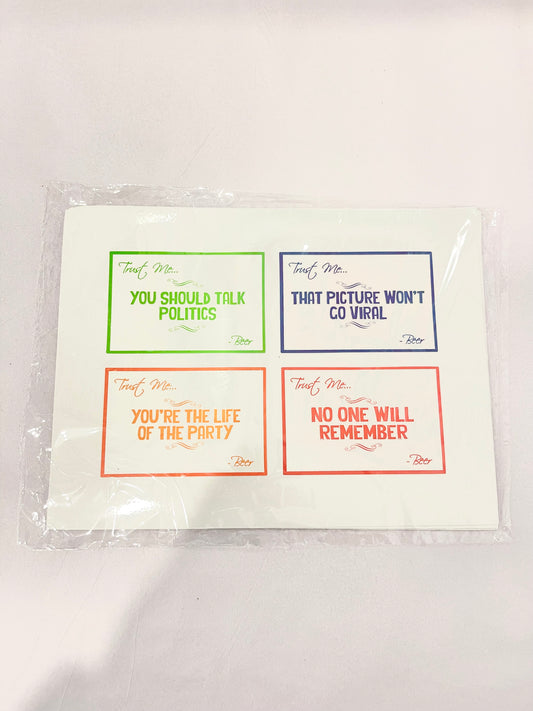 Trust Me...
YOU SHOULD TALK
POLITICS
- Beer
Trust Me...
THAT PICTURE WON'T
GO VIRAL
- Beer
Trust Me...
YOU'RE THE LIFE
OF THE PARTY
- Beer
Trust Me...
NO ONE WILL
REMEMBER
- Beer